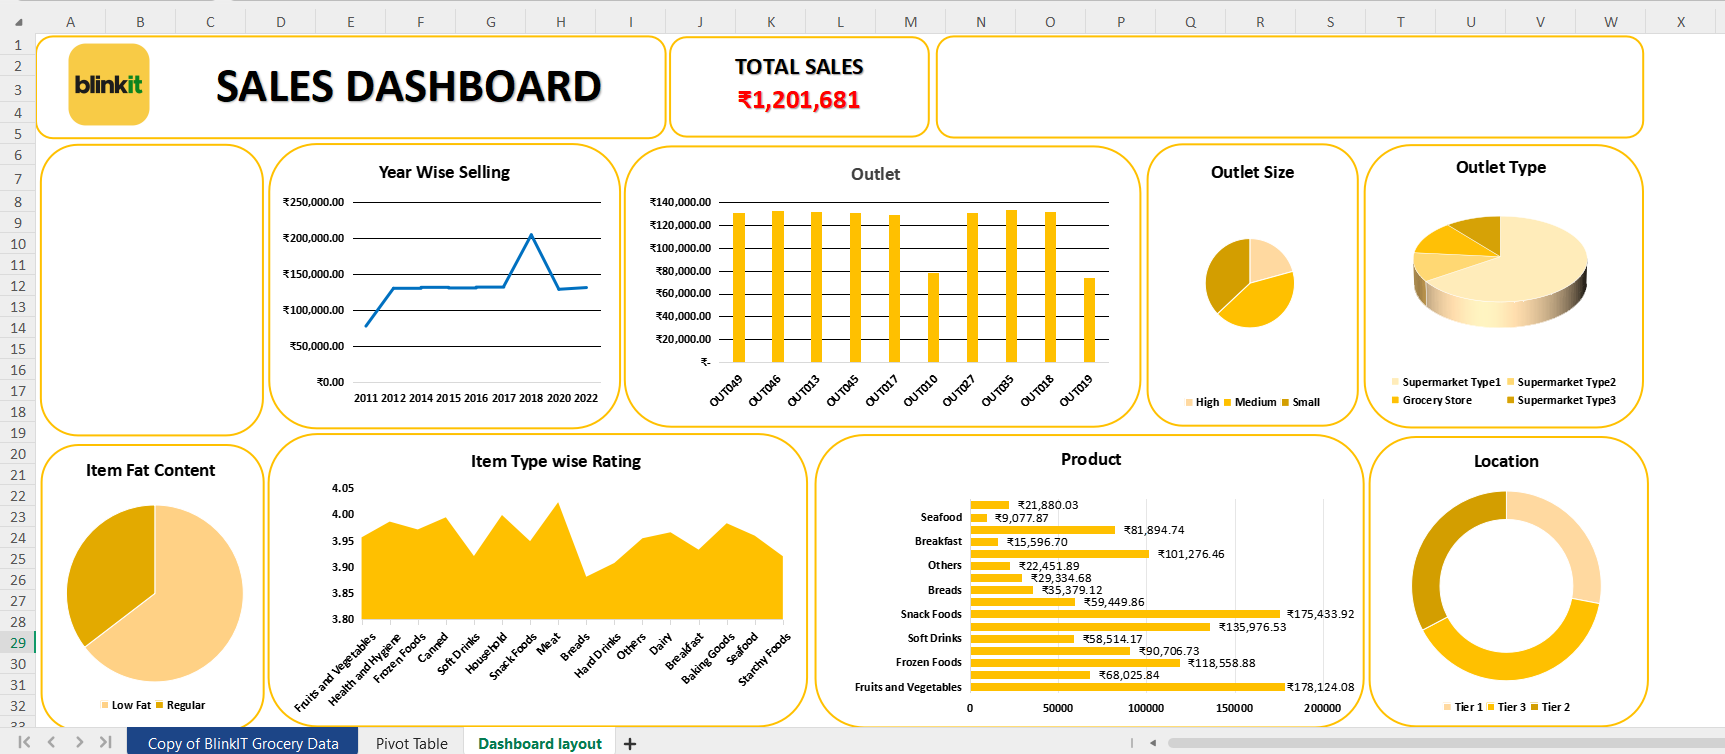 A B C D E F G H I J K L M N O P Q R S T U V W X
1
2
3
4
5
6
7
8
9
10
11
12
13
14
15
16
17
18
19
20
21
22
23
24
25
26
27
28
29
30
31
32
33
blinkit
SALES DASHBOARD
TOTAL SALES
₹1,201,681
Year Wise Selling
₹250,000.00
₹200,000.00
₹150,000.00
₹100,000.00
₹50,000.00
₹0.00
2011 2012 2014 2015 2016 2017 2018 2020 2022
Outlet
₹140,000.00
₹120,000.00
₹100,000.00
₹80,000.00
₹60,000.00
₹40,000.00
₹20,000.00
₹-
OUT049 OUT046 OUT013 OUT045 OUT017 OUT010 OUT027 OUT035 OUT018 OUT019
Outlet Size
High Medium Small
Outlet Type
Supermarket Type1 Supermarket Type2
Grocery Store Supermarket Type3
Item Fat Content
Low Fat Regular
Item Type wise Rating
4.05
4.00
3.95
3.90
3.85
3.80
Fruits and Vegetables
Health and Hygiene
Frozen Foods
Canned
Soft Drinks
Household
Snack Foods
Meat
Breads
Hard Drinks
Others
Dairy
Breakfast
Baking Goods
Seafood
Starchy Foods
Product
₹21,880.03
Seafood ₹9,077.87
₹81,894.74
Breakfast ₹15,596.70
₹101,276.46
Others ₹22,451.89
₹29,334.68
Breads ₹35,379.12
₹59,449.86
Snack Foods ₹175,433.92
₹135,976.53
Soft Drinks ₹58,514.17
₹90,706.73
Frozen Foods ₹118,558.88
₹68,025.84
Fruits and Vegetables ₹178,124.08
0 50000 100000 150000 200000
Location
Tier 1 Tier 3 Tier 2
Copy of BlinkIT Grocery Data Pivot Table Dashboard layout